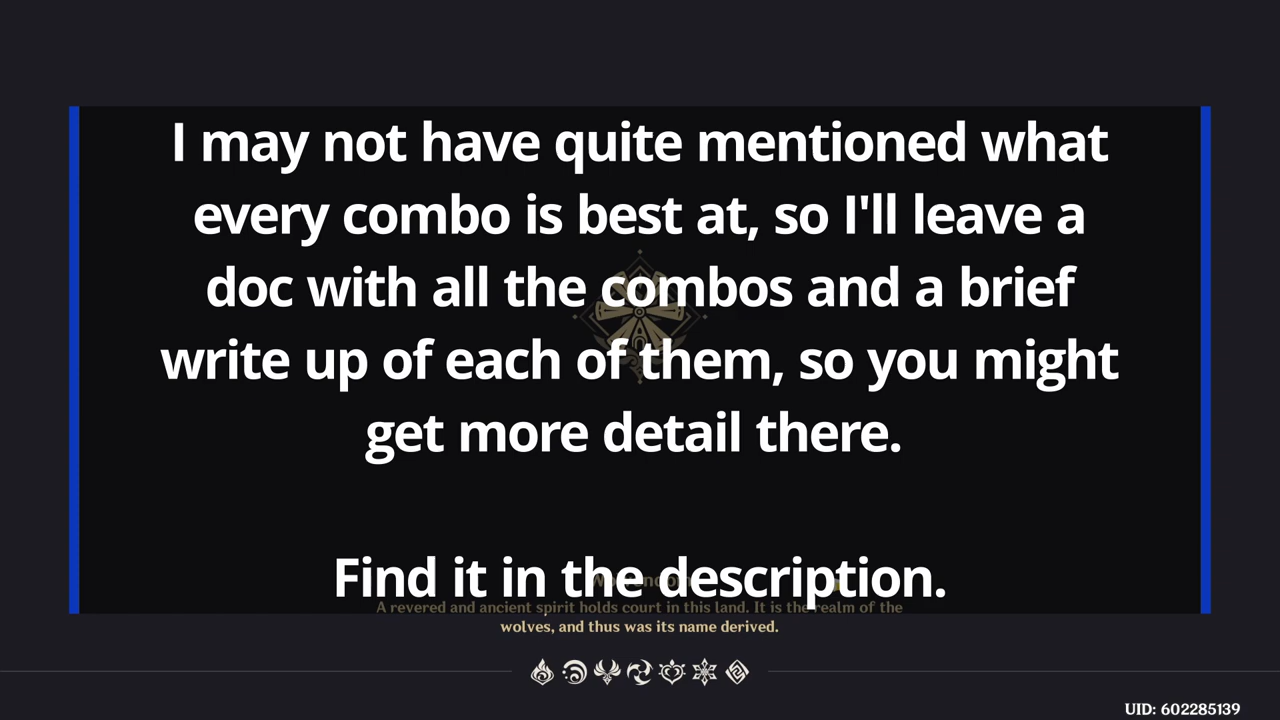 I may not have quite mentioned what
every combo is best at, so I'll leave a
doc with all the combos and a brief
write up of each of them, so you might
get more detail there.
Find it in the description.
A revered and ancient spirit holds court in this land. It is the realm of the
wolves, and thus was its name derived.
UID: 602285139